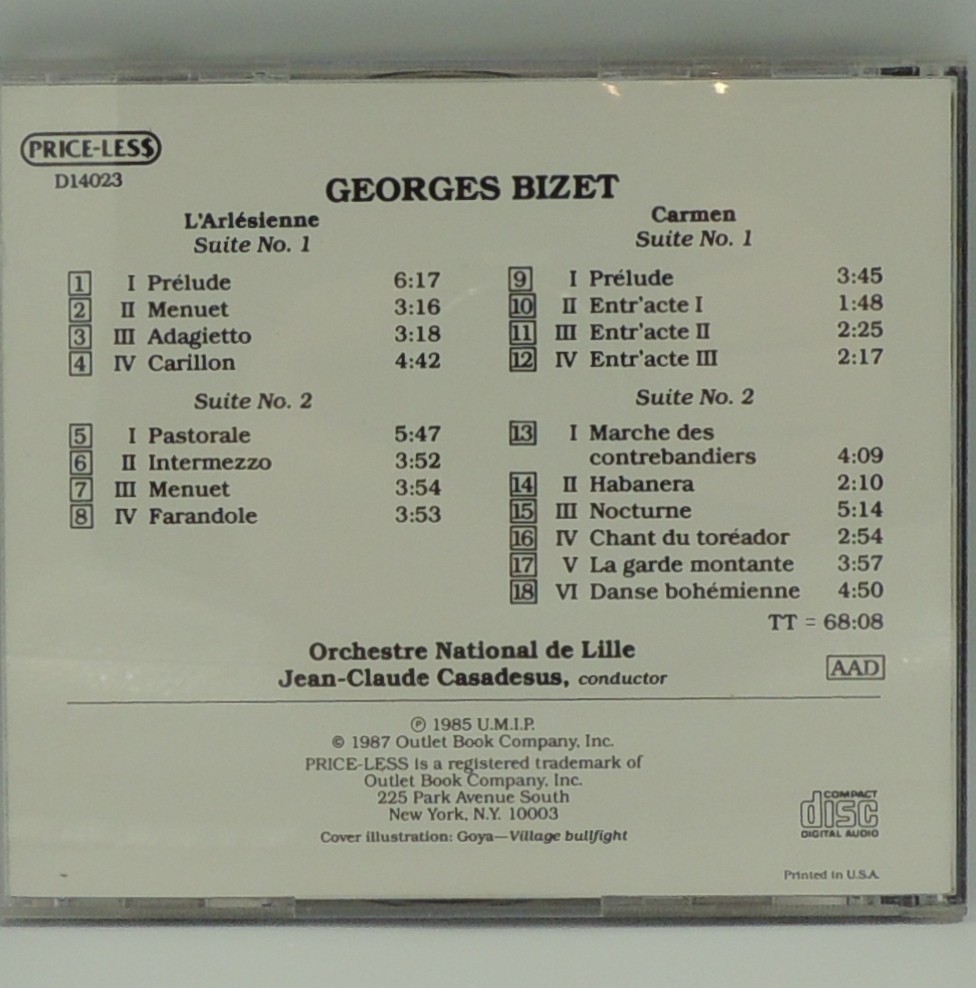 PRICE-LE$$
D14023
GEORGES BIZET
L'Arlésienne
Suite No. 1
1 I Prélude 6:17
2 II Menuet 3:16
3 III Adagietto 3:18
4 IV Carillon 4:42
Suite No. 2
5 I Pastorale 5:47
6 II Intermezzo 3:52
7 III Menuet 3:54
8 IV Farandole 3:53
Carmen
Suite No. 1
9 I Prélude 3:45
10 II Entr'acte I 1:48
11 III Entr'acte II 2:25
12 IV Entr'acte III 2:17
Suite No. 2
13 I Marche des
contrebandiers 4:09
14 II Habanera 2:10
15 III Nocturne 5:14
16 IV Chant du toréador 2:54
17 V La garde montante 3:57
18 VI Danse bohémienne 4:50
TT = 68:08
Orchestre National de Lille
Jean-Claude Casadesus, conductor
AAD
℗ 1985 U.M.I.P.
© 1987 Outlet Book Company, Inc.
PRICE-LESS is a registered trademark of
Outlet Book Company, Inc.
225 Park Avenue South
New York, N.Y. 10003
Cover illustration: Goya—Village bullfight
COMPACT
disc
DIGITAL AUDIO
Printed in U.S.A.